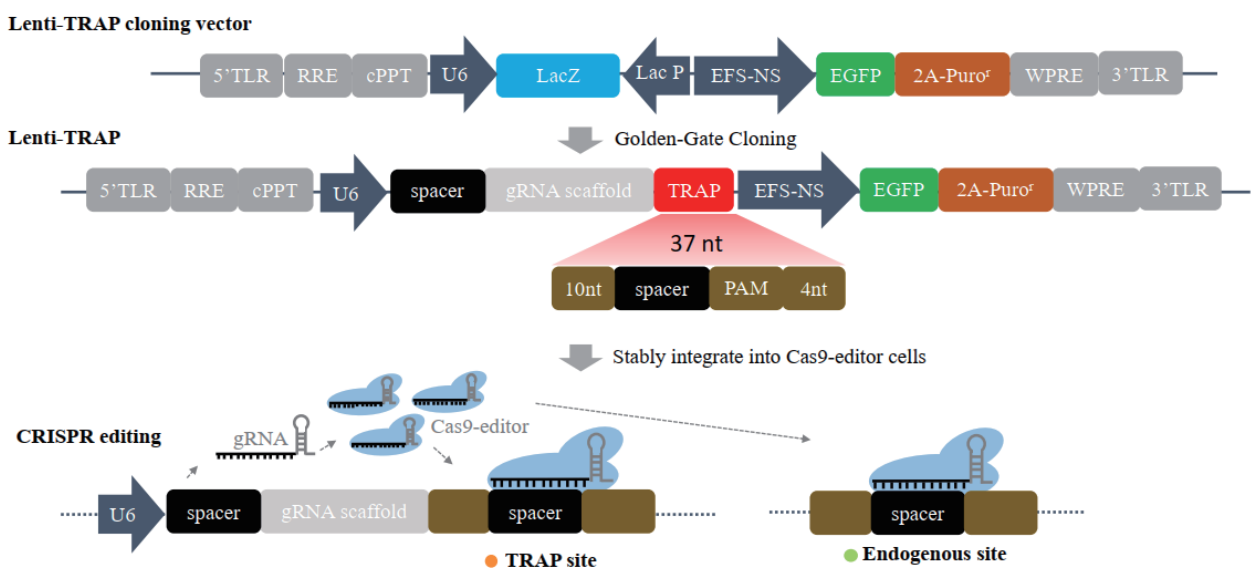 Lenti-TRAP cloning vector
5'TLR RRE cPPT U6 LacZ Lac P EFS-NS EGFP 2A-Puroʳ WPRE 3'TLR
Golden-Gate Cloning
Lenti-TRAP
5'TLR RRE cPPT U6 spacer gRNA scaffold TRAP EFS-NS EGFP 2A-Puroʳ WPRE 3'TLR
37 nt
10nt spacer PAM 4nt
Stably integrate into Cas9-editor cells
CRISPR editing
gRNA
Cas9-editor
U6 spacer gRNA scaffold spacer spacer
TRAP site
Endogenous site